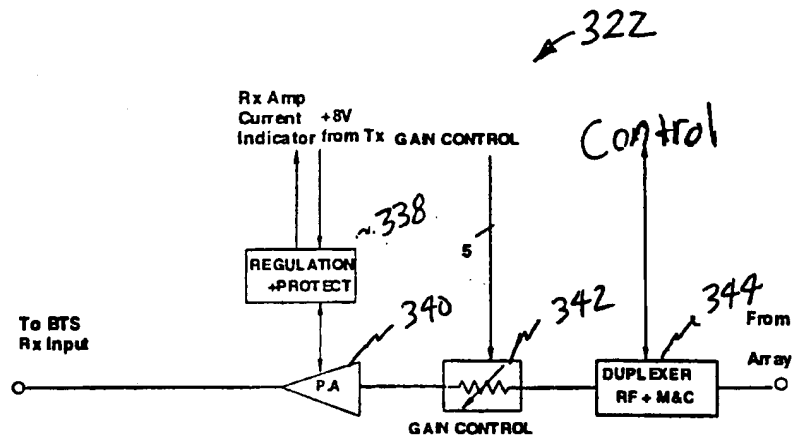 322
Rx Amp
Current +8V
Indicator from Tx GAIN CONTROL
Control
338
5
REGULATION
+PROTECT
340
342
344
From
Array
To BTS
Rx Input
P.A
DUPLEXER
RF + M&C
GAIN CONTROL